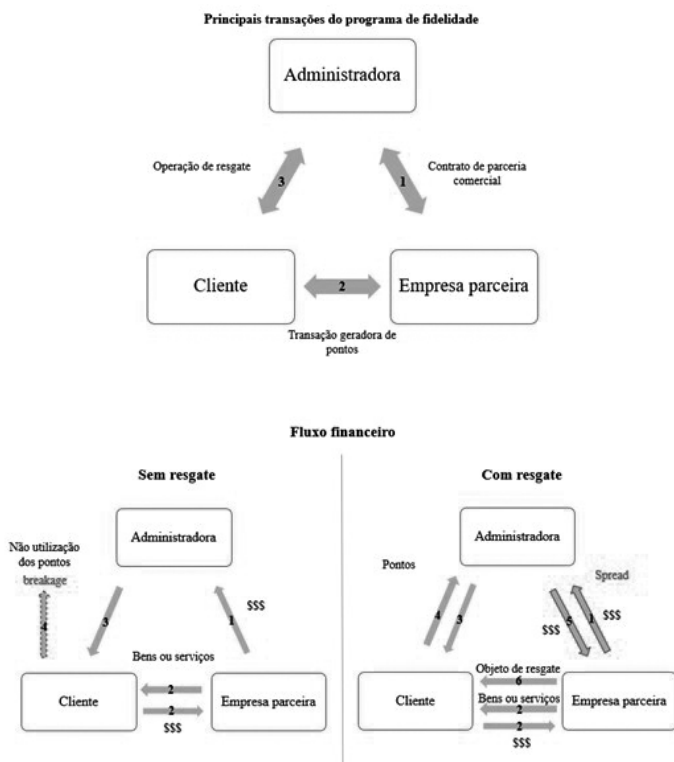 Principais transações do programa de fidelidade
Administradora
Operação de resgate
3
1
Contrato de parceria
comercial
Cliente
2
Empresa parceira
Transação geradora de
pontos
Fluxo financeiro
Sem resgate
Administradora
Não utilização
dos pontos
breakage
4
3
1
$$$
Bens ou serviços
Cliente
2
2
Empresa parceira
$$$
Com resgate
Administradora
Pontos
Spread
4
3
$$$
5
1
$$$
Objeto de resgate
6
Cliente
Bens ou serviços
2
2
Empresa parceira
$$$